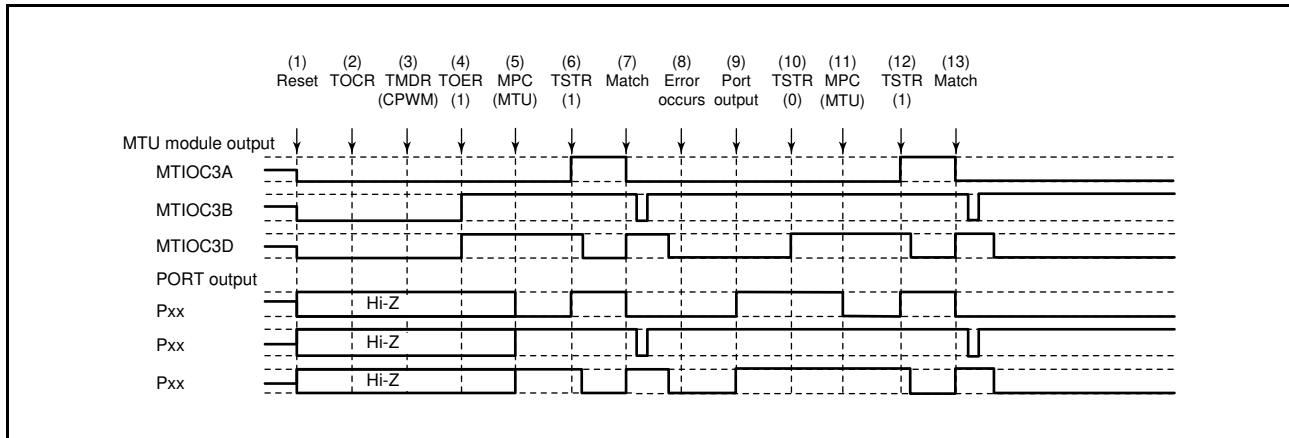 (1) (2) (3) (4) (5) (6) (7) (8) (9) (10) (11) (12) (13)
Reset TOCR TMDR TOER MPC TSTR Match Error Port TSTR MPC TSTR Match
(CPWM) (1) (MTU) (1) occurs output (0) (MTU) (1)
MTU module output
MTIOC3A
MTIOC3B
MTIOC3D
PORT output
Pxx Hi-Z
Pxx Hi-Z
Pxx Hi-Z